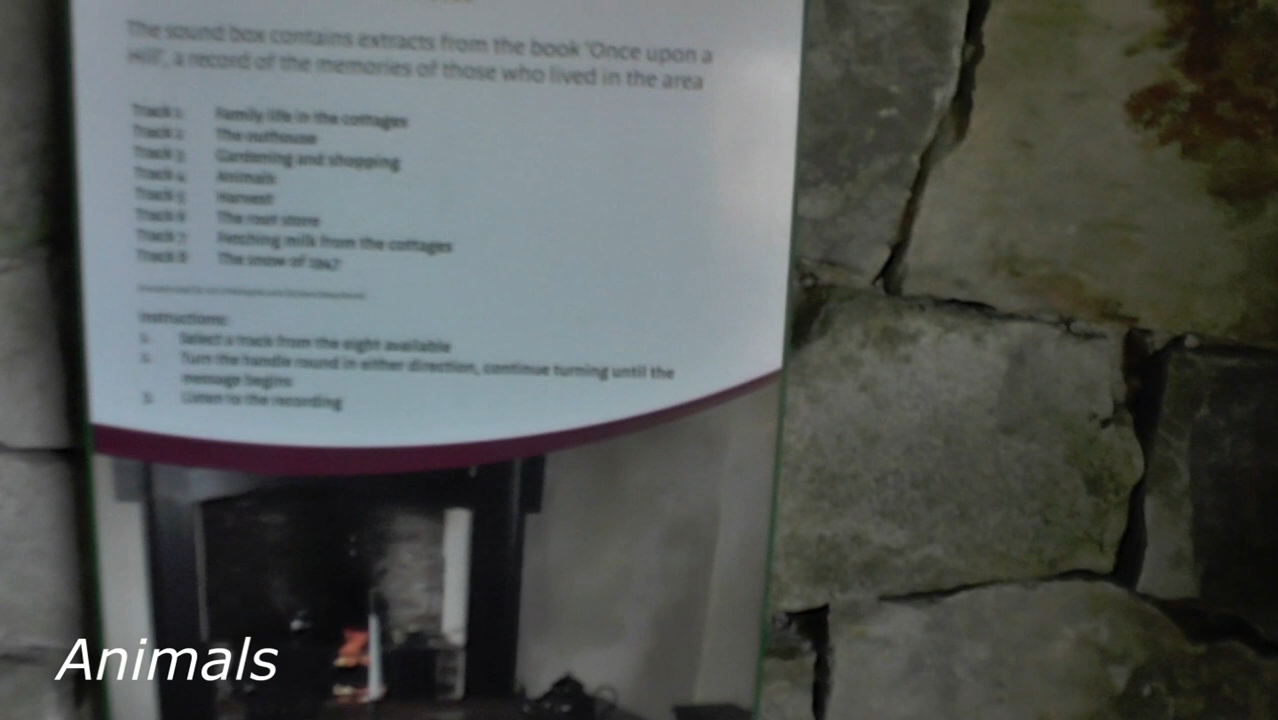 The sound box contains extracts from the book 'Once upon a
Hill', a record of the memories of those who lived in the area
Track 1: Family life in the cottages
Track 2: The outhouse
Track 3: Gardening and shopping
Track 4: Animals
Track 5: Harvest
Track 6: The root store
Track 7: Fetching milk from the cottages
Track 8: The snow of 1947
Instructions:
1. Select a track from the eight available
2. Turn the handle round in either direction, continue turning until the
message begins
3. Listen to the recording
Animals